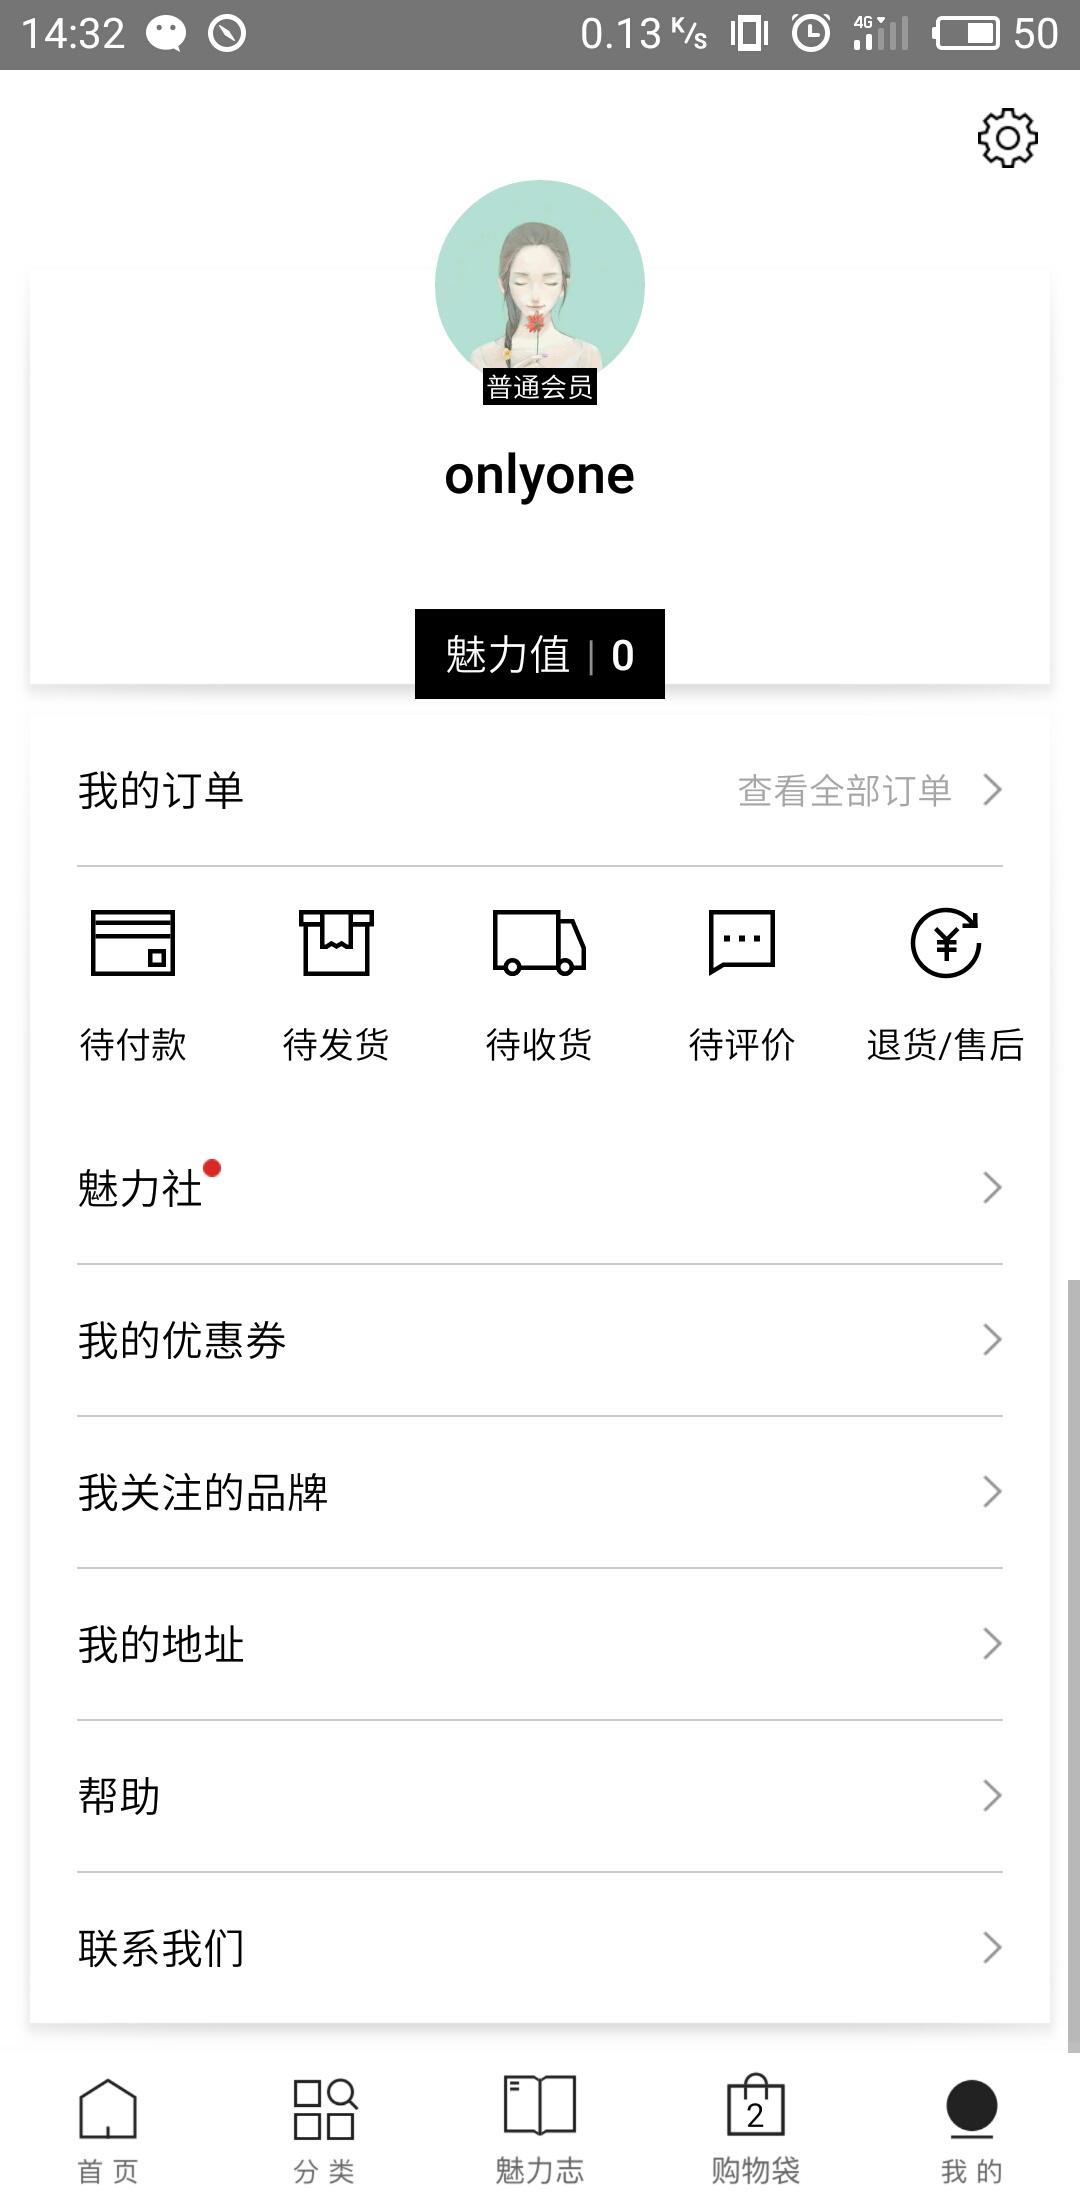 14:32 0.13 K/s 4G 50
普通会员
onlyone
魅力值 | 0
我的订单 查看全部订单
待付款 待发货 待收货 待评价 退货/售后
魅力社
我的优惠券
我关注的品牌
我的地址
帮助
联系我们
2
首页 分类 魅力志 购物袋 我的